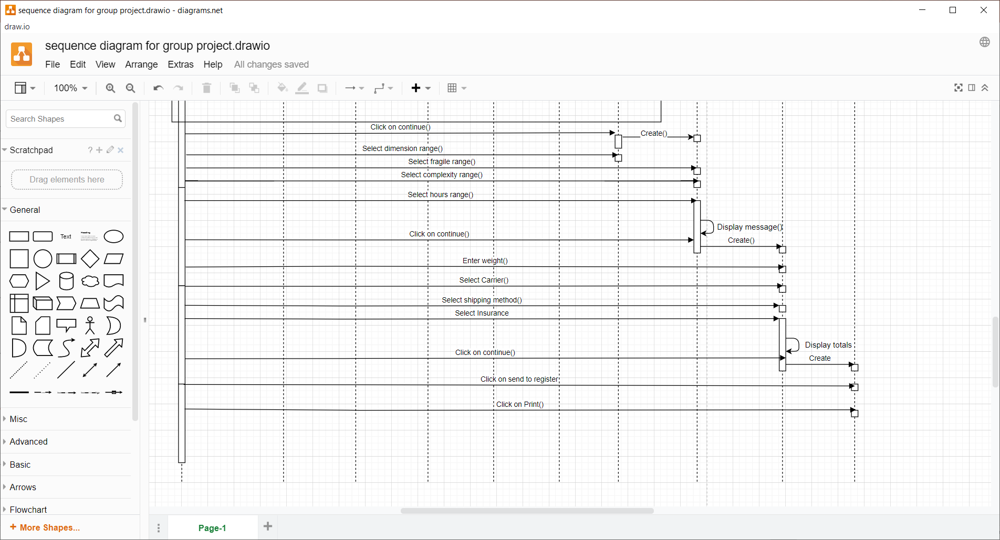 sequence diagram for group project.drawio - diagrams.net
draw.io
sequence diagram for group project.drawio
File Edit View Arrange Extras Help All changes saved
100%
Search Shapes
Scratchpad
?
Drag elements here
General
Text
Heading
Misc
Advanced
Basic
Arrows
Flowchart
+ More Shapes...
Click on continue()
Create()
Select dimension range()
Select fragile range()
Select complexity range()
Select hours range()
Display message()
Click on continue()
Create()
Enter weight()
Select Carrier()
Select shipping method()
Select Insurance
Display totals
Click on continue()
Create
Click on send to register
Click on Print()
Page-1